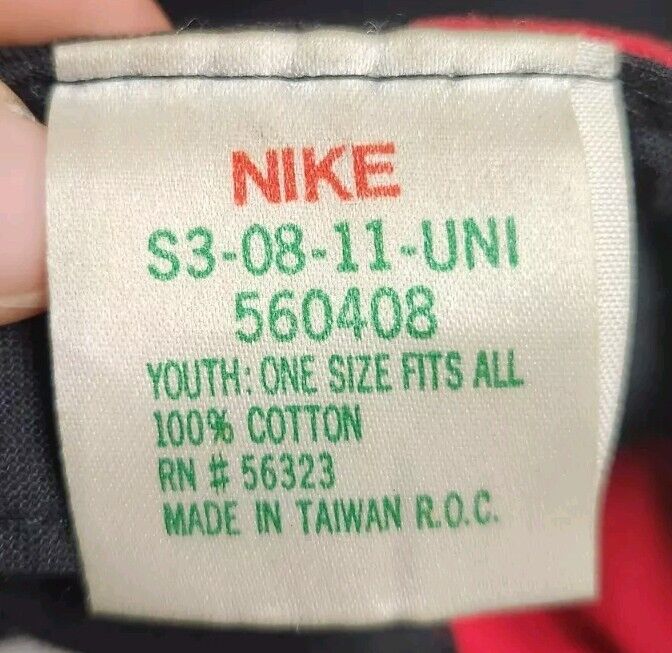 NIKE
S3-08-11-UNI
560408
YOUTH: ONE SIZE FITS ALL
100% COTTON
RN # 56323
MADE IN TAIWAN R.O.C.